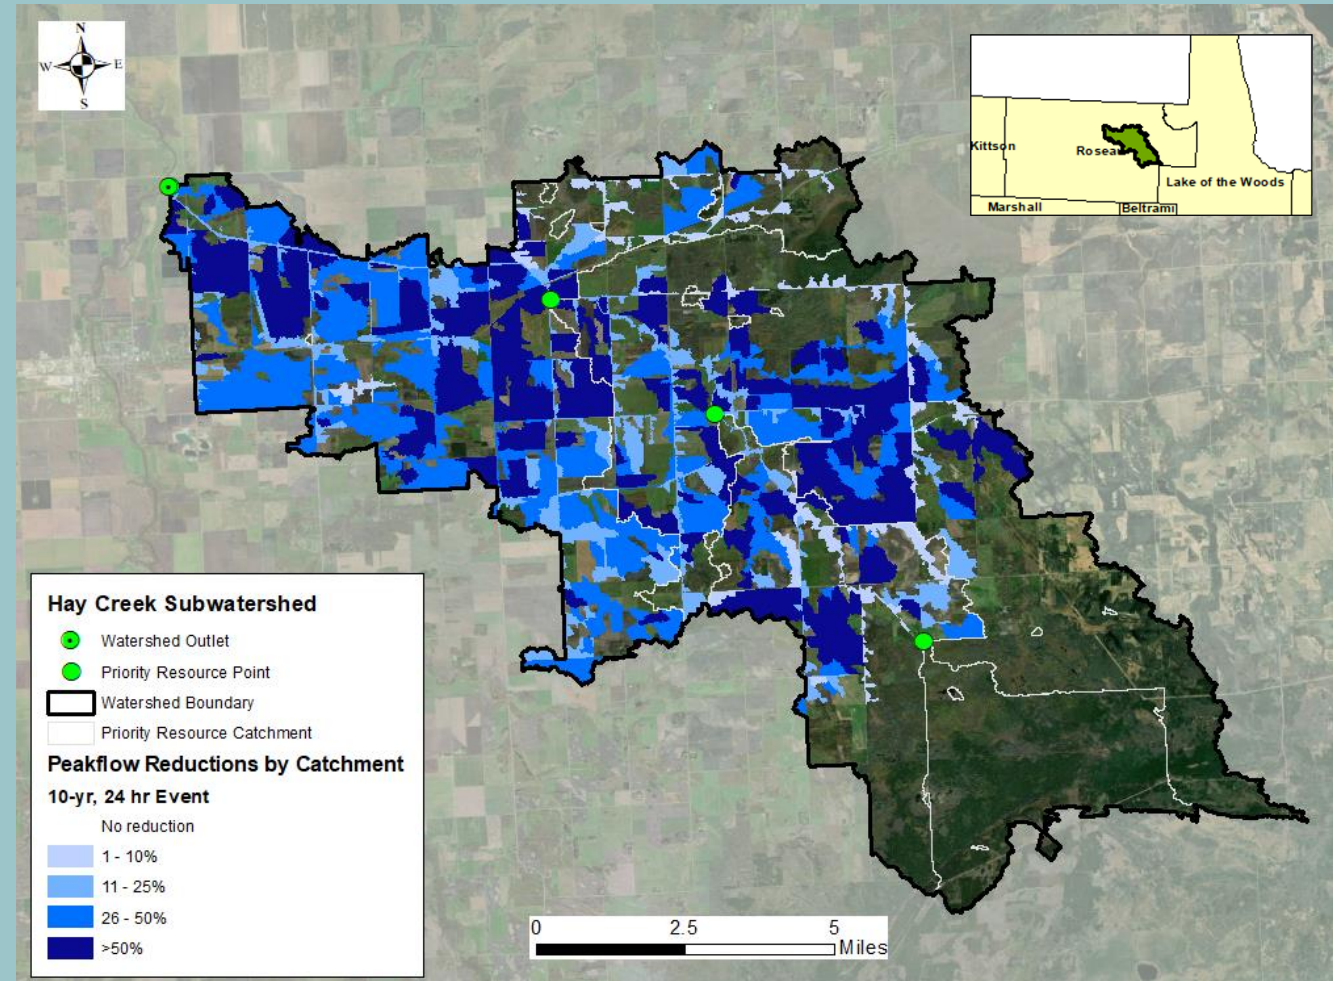 N
W
E
S
Kittson
Roseau
Lake of the Woods
Marshall
Beltrami
Hay Creek Subwatershed
Watershed Outlet
Priority Resource Point
Watershed Boundary
Priority Resource Catchment
Peakflow Reductions by Catchment
10-yr, 24 hr Event
No reduction
1 - 10%
11 - 25%
26 - 50%
>50%
0 2.5 5
Miles